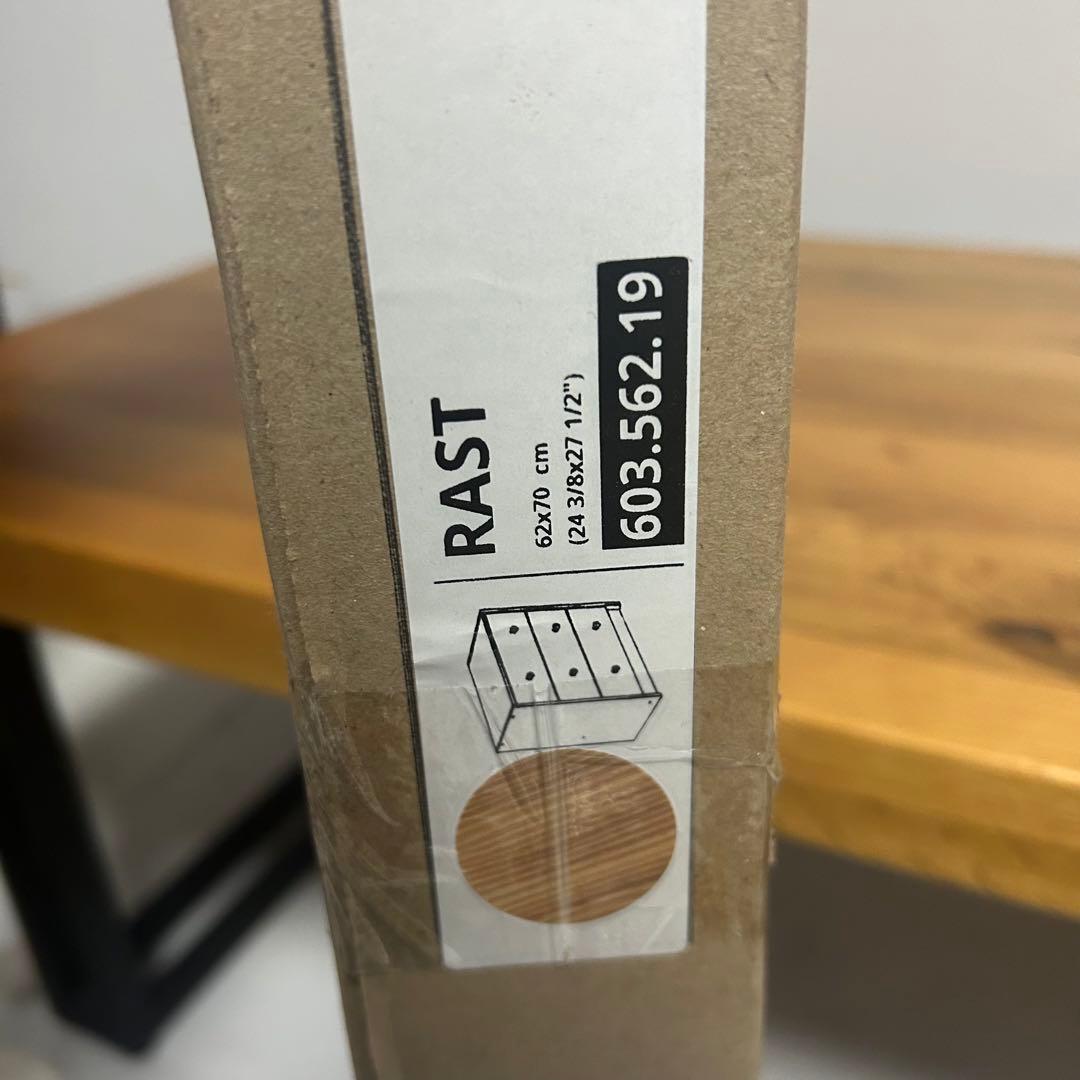 RAST
62x70 cm
(24 3/8x27 1/2")
603.562.19